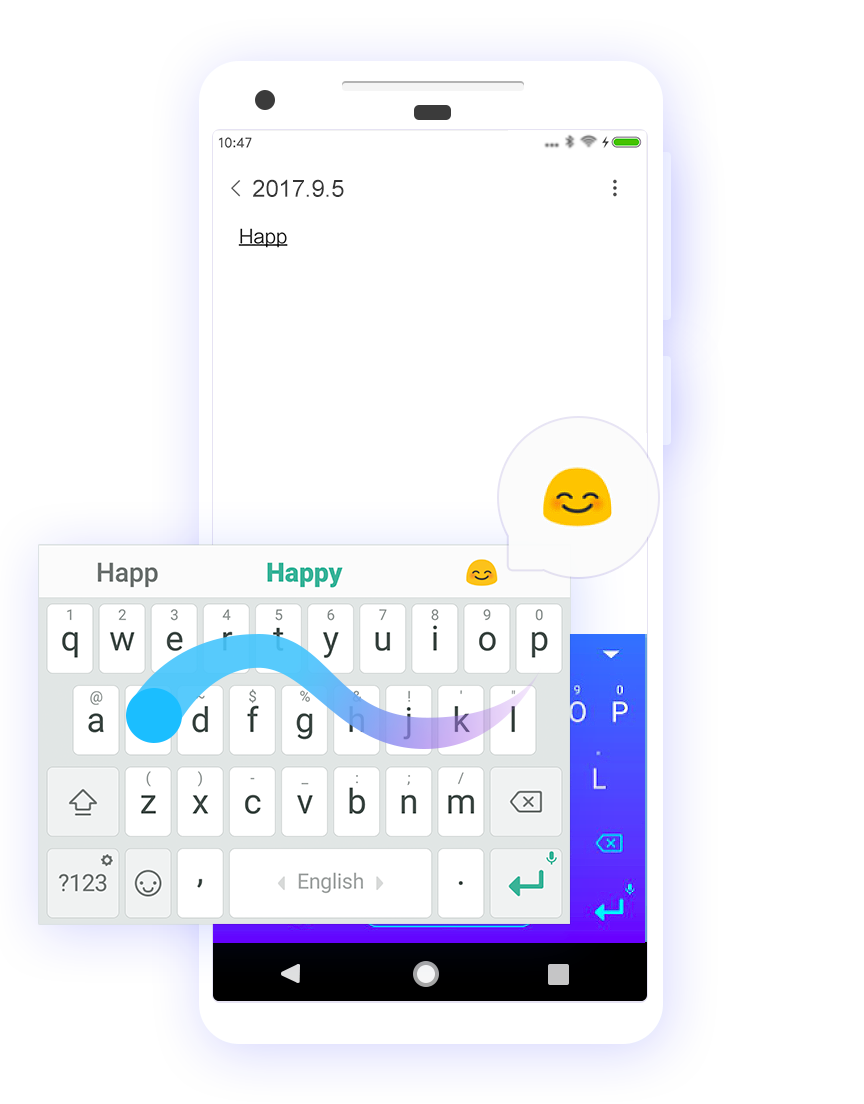 10:47
2017.9.5
Happ
Happ Happy
1 2 3 4 5 6 7 8 9 0
q w e r t y u i o p
9 0
O P
@ ~ $ % & ! ' "
a d f g h j k l
L
( ) - _ : ; /
z x c v b n m
?123 , English .